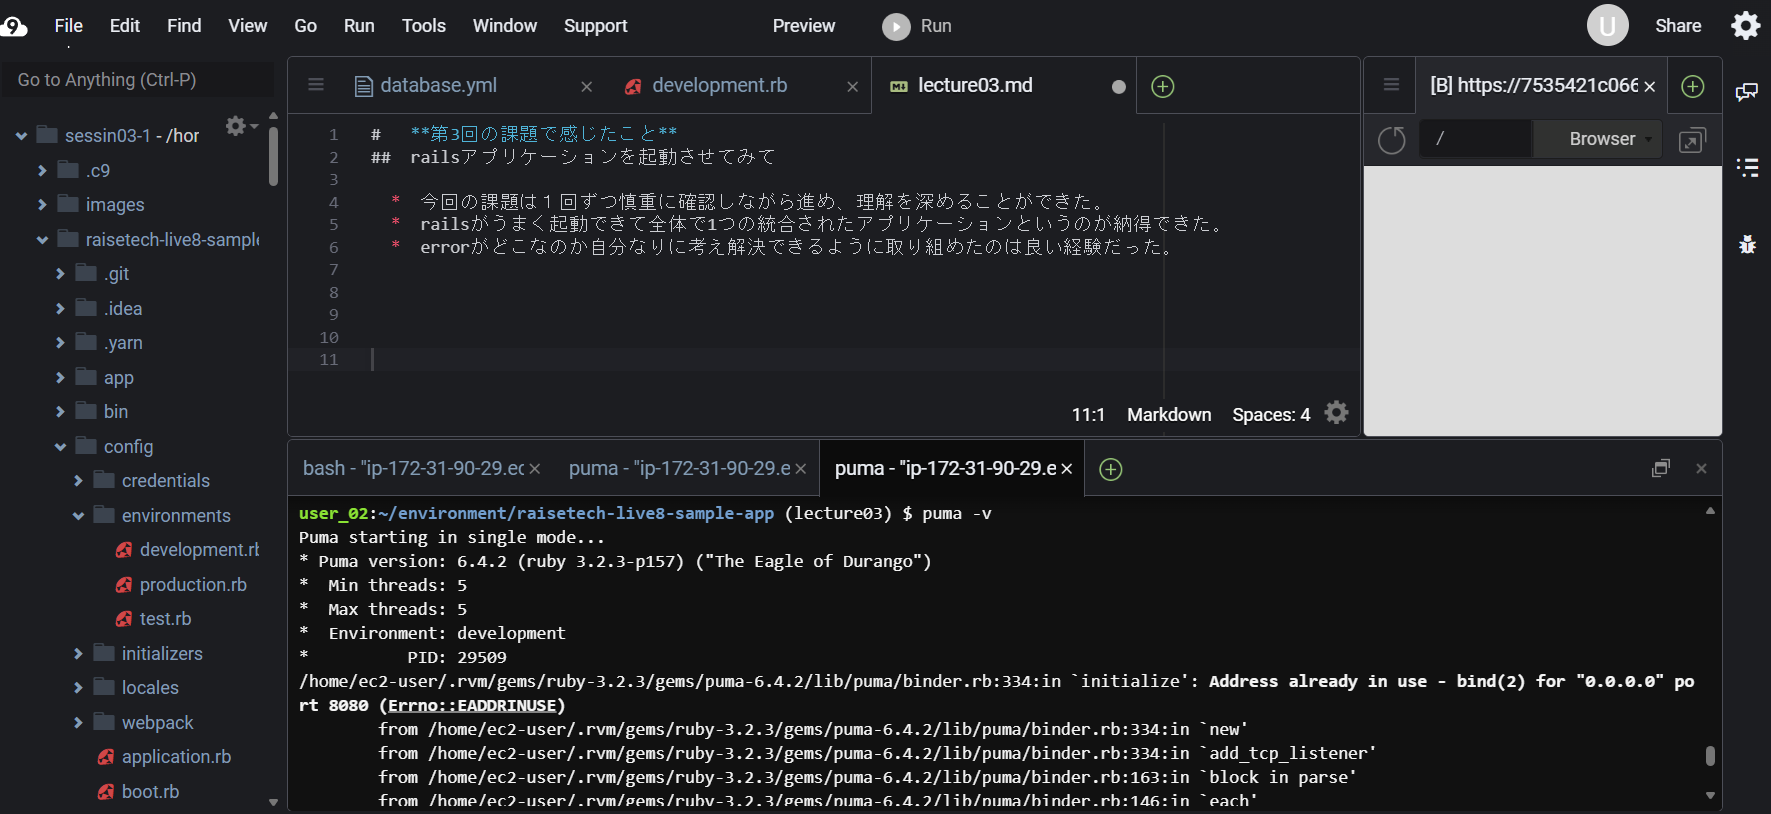 9
File Edit Find View Go Run Tools Window Support Preview Run U Share
Go to Anything (Ctrl-P)
sessin03-1 - /hor
.c9
images
raisetech-live8-sample
.git
.idea
.yarn
app
bin
config
credentials
environments
development.rb
production.rb
test.rb
initializers
locales
webpack
application.rb
boot.rb
database.yml development.rb lecture03.md
1 # **第3回の課題で感じたこと**
2 ## railsアプリケーションを起動させてみて
3
4 * 今回の課題は１回ずつ慎重に確認しながら進め、理解を深めることができた。
5 * railsがうまく起動できて全体で1つの統合されたアプリケーションというのが納得できた。
6 * errorがどこなのか自分なりに考え解決できるように取り組めたのは良い経験だった。
7
8
9
10
11
11:1 Markdown Spaces: 4
[B] https://7535421c066
/ Browser
bash - "ip-172-31-90-29.ec puma - "ip-172-31-90-29.e puma - "ip-172-31-90-29.e
user_02:~/environment/raisetech-live8-sample-app (lecture03) $ puma -v
Puma starting in single mode...
* Puma version: 6.4.2 (ruby 3.2.3-p157) ("The Eagle of Durango")
* Min threads: 5
* Max threads: 5
* Environment: development
* PID: 29509
/home/ec2-user/.rvm/gems/ruby-3.2.3/gems/puma-6.4.2/lib/puma/binder.rb:334:in `initialize': Address already in use - bind(2) for "0.0.0.0" po
rt 8080 (Errno::EADDRINUSE)
from /home/ec2-user/.rvm/gems/ruby-3.2.3/gems/puma-6.4.2/lib/puma/binder.rb:334:in `new'
from /home/ec2-user/.rvm/gems/ruby-3.2.3/gems/puma-6.4.2/lib/puma/binder.rb:334:in `add_tcp_listener'
from /home/ec2-user/.rvm/gems/ruby-3.2.3/gems/puma-6.4.2/lib/puma/binder.rb:163:in `block in parse'
from /home/ec2-user/.rvm/gems/ruby-3.2.3/gems/puma-6.4.2/lib/puma/binder.rb:146:in `each'